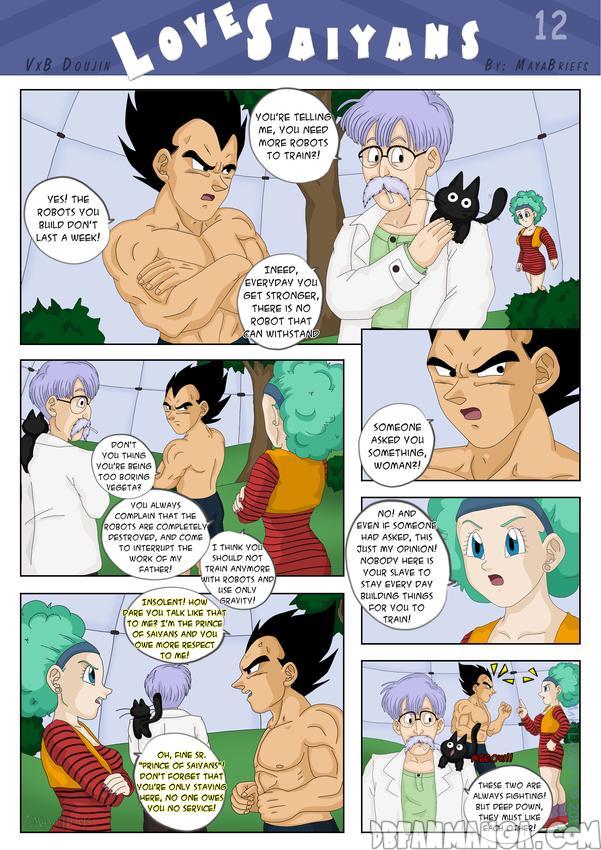 LOVE SAIYANS
12
VXB DOUJIN
BY: MAYABRIEFS
YOU'RE TELLING
ME, YOU NEED
MORE ROBOTS
TO TRAIN?!
YES! THE
ROBOTS YOU
BUILD DON'T
LAST A WEEK!
INEED,
EVERYDAY YOU
GET STRONGER,
THERE IS NO
ROBOT THAT
CAN WITHSTAND
DON'T
YOU THING
YOU'RE BEING
TOO BORING
VEGETA?
YOU ALWAYS
COMPLAIN THAT THE
ROBOTS ARE COMPLETELY
DESTROYED, AND COME
TO INTERRUPT THE
WORK OF MY
FATHER!
I THINK YOU
SHOULD NOT
TRAIN ANYMORE
WITH ROBOTS AND
USE ONLY
GRAVITY!
SOMEONE
ASKED YOU
SOMETHING,
WOMAN?!
NO! AND
EVEN IF SOMEONE
HAD ASKED, THIS
JUST MY OPINION!
NOBODY HERE IS
YOUR SLAVE TO
STAY EVERY DAY
BUILDING THINGS
FOR YOU TO
TRAIN!
INSOLENT! HOW
DARE YOU TALK LIKE THAT
TO ME? I'M THE PRINCE
OF SAIYANS AND YOU
OWE MORE RESPECT
TO ME!
OH, FINE SR.
"PRINCE OF SAIYANS"!
DON'T FORGET THAT
YOU'RE ONLY STAYING
HERE, NO ONE OWES
YOU NO SERVICE!
MEEOW!!
THESE TWO ARE
ALWAYS FIGHTING!
BUT DEEP DOWN,
THEY MUST LIKE
EACH OTHER!
MayaBriefs
DBFANMANGA.COM